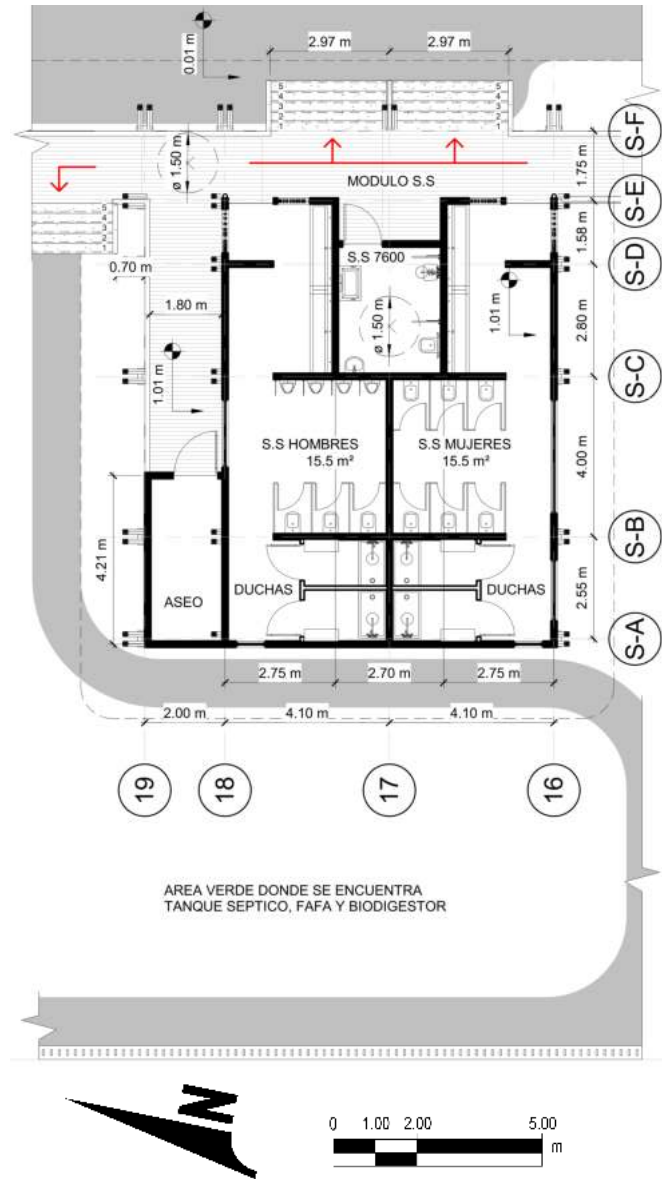 2.97 m
2.97 m
0.01 m
5
4
3
2
1
5
4
3
2
1
S-F
ø 1.50 m
MODULO S.S
1.75 m
S-E
5
4
3
2
1
1.58 m
S.S 7600
S-D
0.70 m
1.80 m
ø 1.50 m
1.01 m
2.80 m
1.01 m
S-C
S.S HOMBRES
15.5 m²
S.S MUJERES
15.5 m²
4.00 m
4.21 m
S-B
ASEO
DUCHAS
DUCHAS
2.55 m
S-A
2.75 m
2.70 m
2.75 m
2.00 m
4.10 m
4.10 m
19
18
17
16
AREA VERDE DONDE SE ENCUENTRA
TANQUE SEPTICO, FAFA Y BIODIGESTOR
N
0 1.00 2.00 5.00
m